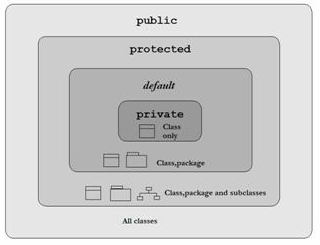 public
protected
default
private
Class
only
Class,package
Class,package and subclasses
All classes